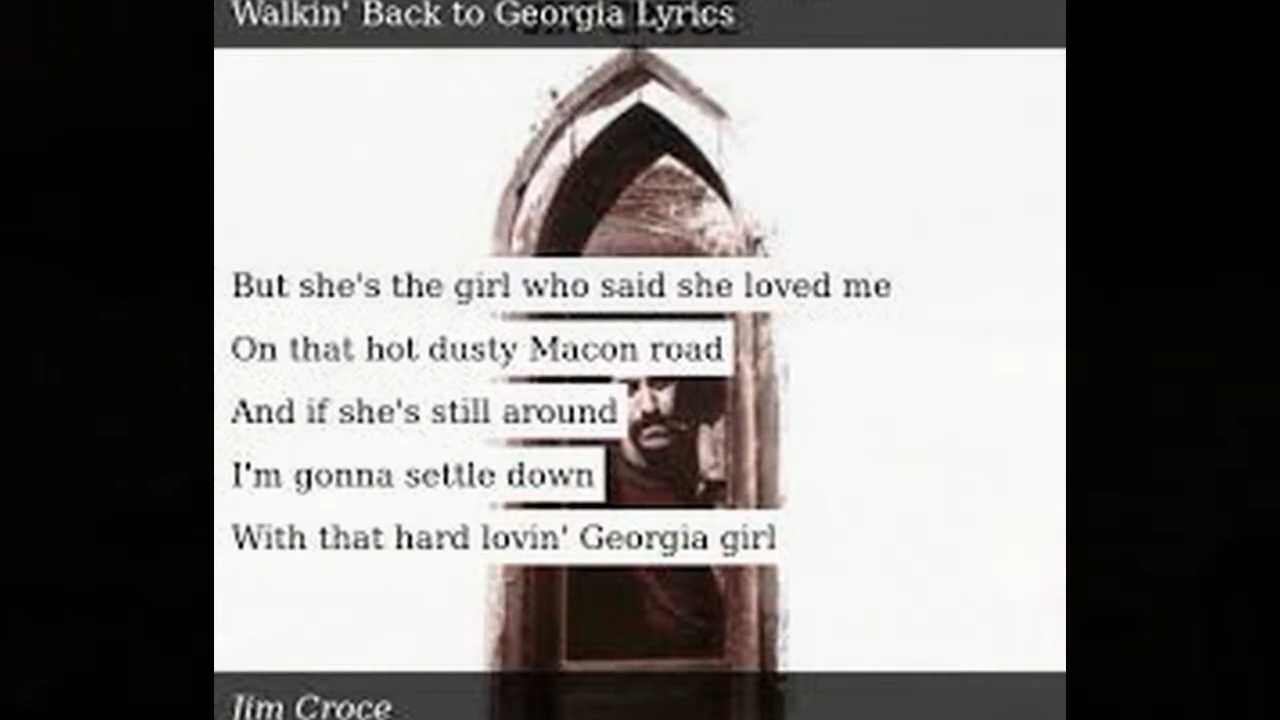 Walkin' Back to Georgia Lyrics
But she's the girl who said she loved me
On that hot dusty Macon road
And if she's still around
I'm gonna settle down
With that hard lovin' Georgia girl
Jim Croce